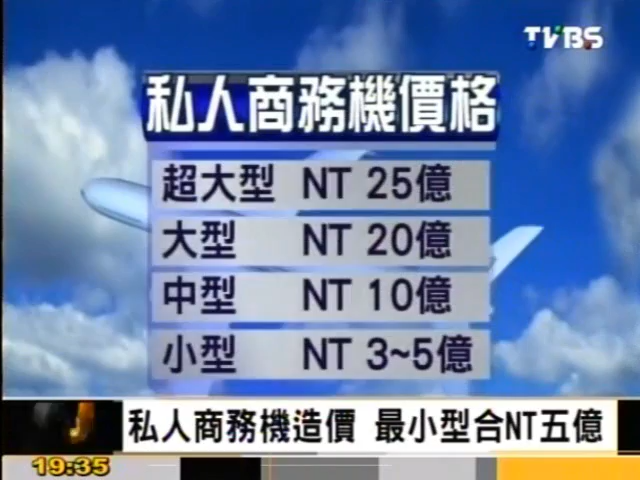 TVBS
私人商務機價格
超大型 NT 25億
大型 NT 20億
中型 NT 10億
小型 NT 3~5億
私人商務機造價 最小型合NT五億
19:35